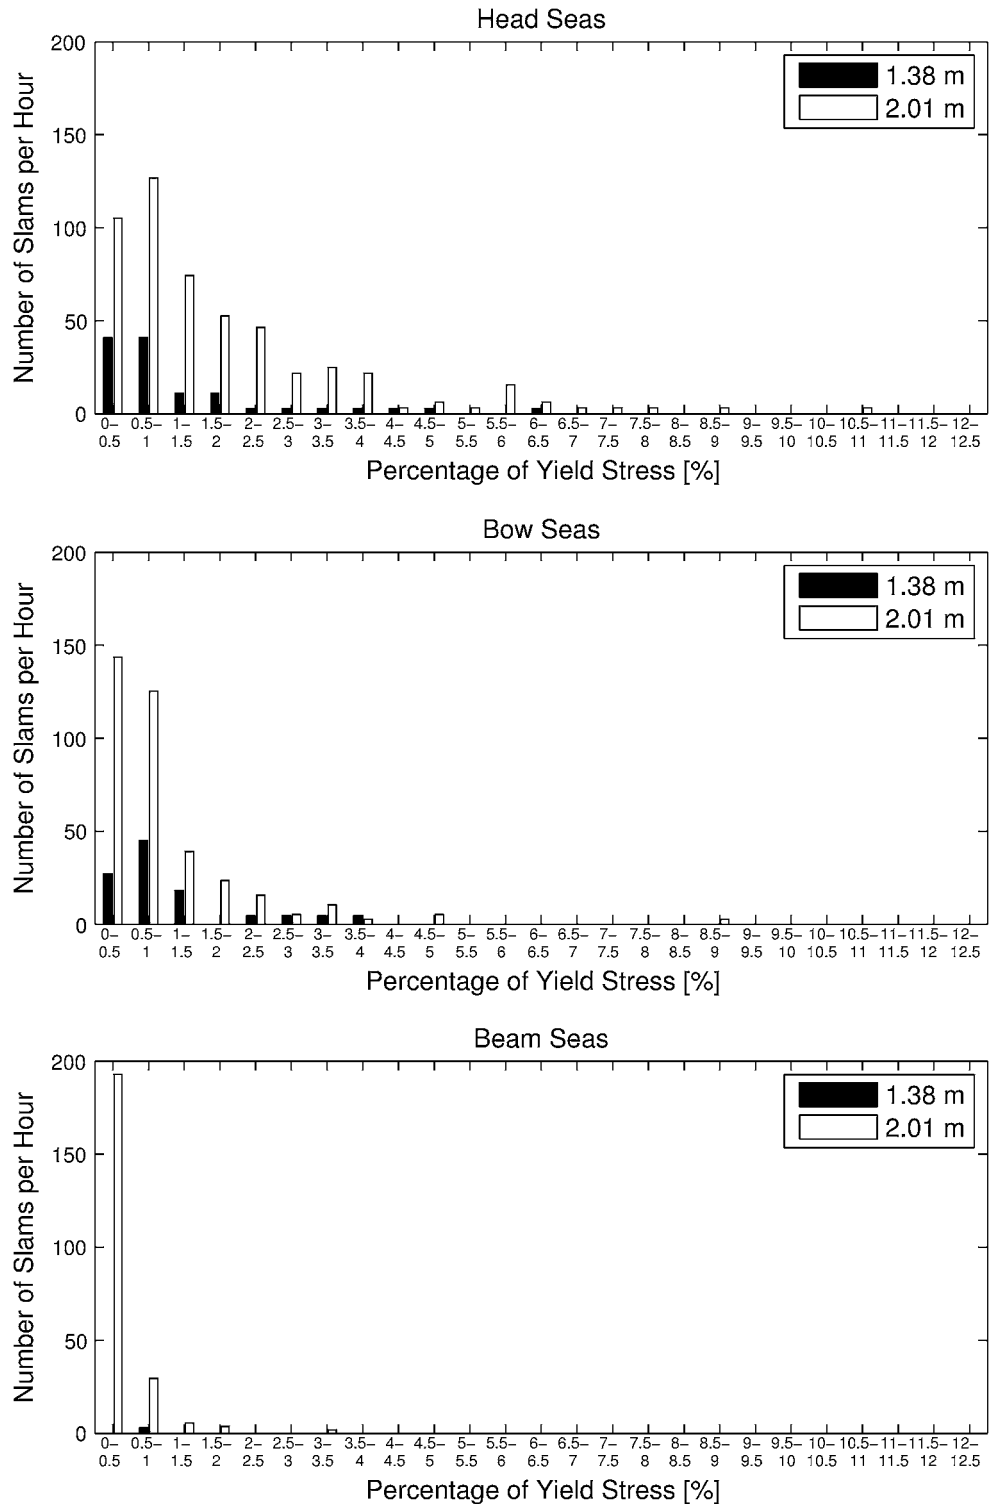 Head Seas
200
150
100
50
0
Number of Slams per Hour
1.38 m
2.01 m
0– 0.5– 1– 1.5– 2– 2.5– 3– 3.5– 4– 4.5– 5– 5.5– 6– 6.5– 7– 7.5– 8– 8.5– 9– 9.5– 10– 10.5– 11– 11.5– 12–
0.5 1 1.5 2 2.5 3 3.5 4 4.5 5 5.5 6 6.5 7 7.5 8 8.5 9 9.5 10 10.5 11 11.5 12 12.5
Percentage of Yield Stress [%]
Bow Seas
200
150
100
50
0
Number of Slams per Hour
1.38 m
2.01 m
0– 0.5– 1– 1.5– 2– 2.5– 3– 3.5– 4– 4.5– 5– 5.5– 6– 6.5– 7– 7.5– 8– 8.5– 9– 9.5– 10– 10.5– 11– 11.5– 12–
0.5 1 1.5 2 2.5 3 3.5 4 4.5 5 5.5 6 6.5 7 7.5 8 8.5 9 9.5 10 10.5 11 11.5 12 12.5
Percentage of Yield Stress [%]
Beam Seas
200
150
100
50
0
Number of Slams per Hour
1.38 m
2.01 m
0– 0.5– 1– 1.5– 2– 2.5– 3– 3.5– 4– 4.5– 5– 5.5– 6– 6.5– 7– 7.5– 8– 8.5– 9– 9.5– 10– 10.5– 11– 11.5– 12–
0.5 1 1.5 2 2.5 3 3.5 4 4.5 5 5.5 6 6.5 7 7.5 8 8.5 9 9.5 10 10.5 11 11.5 12 12.5
Percentage of Yield Stress [%]